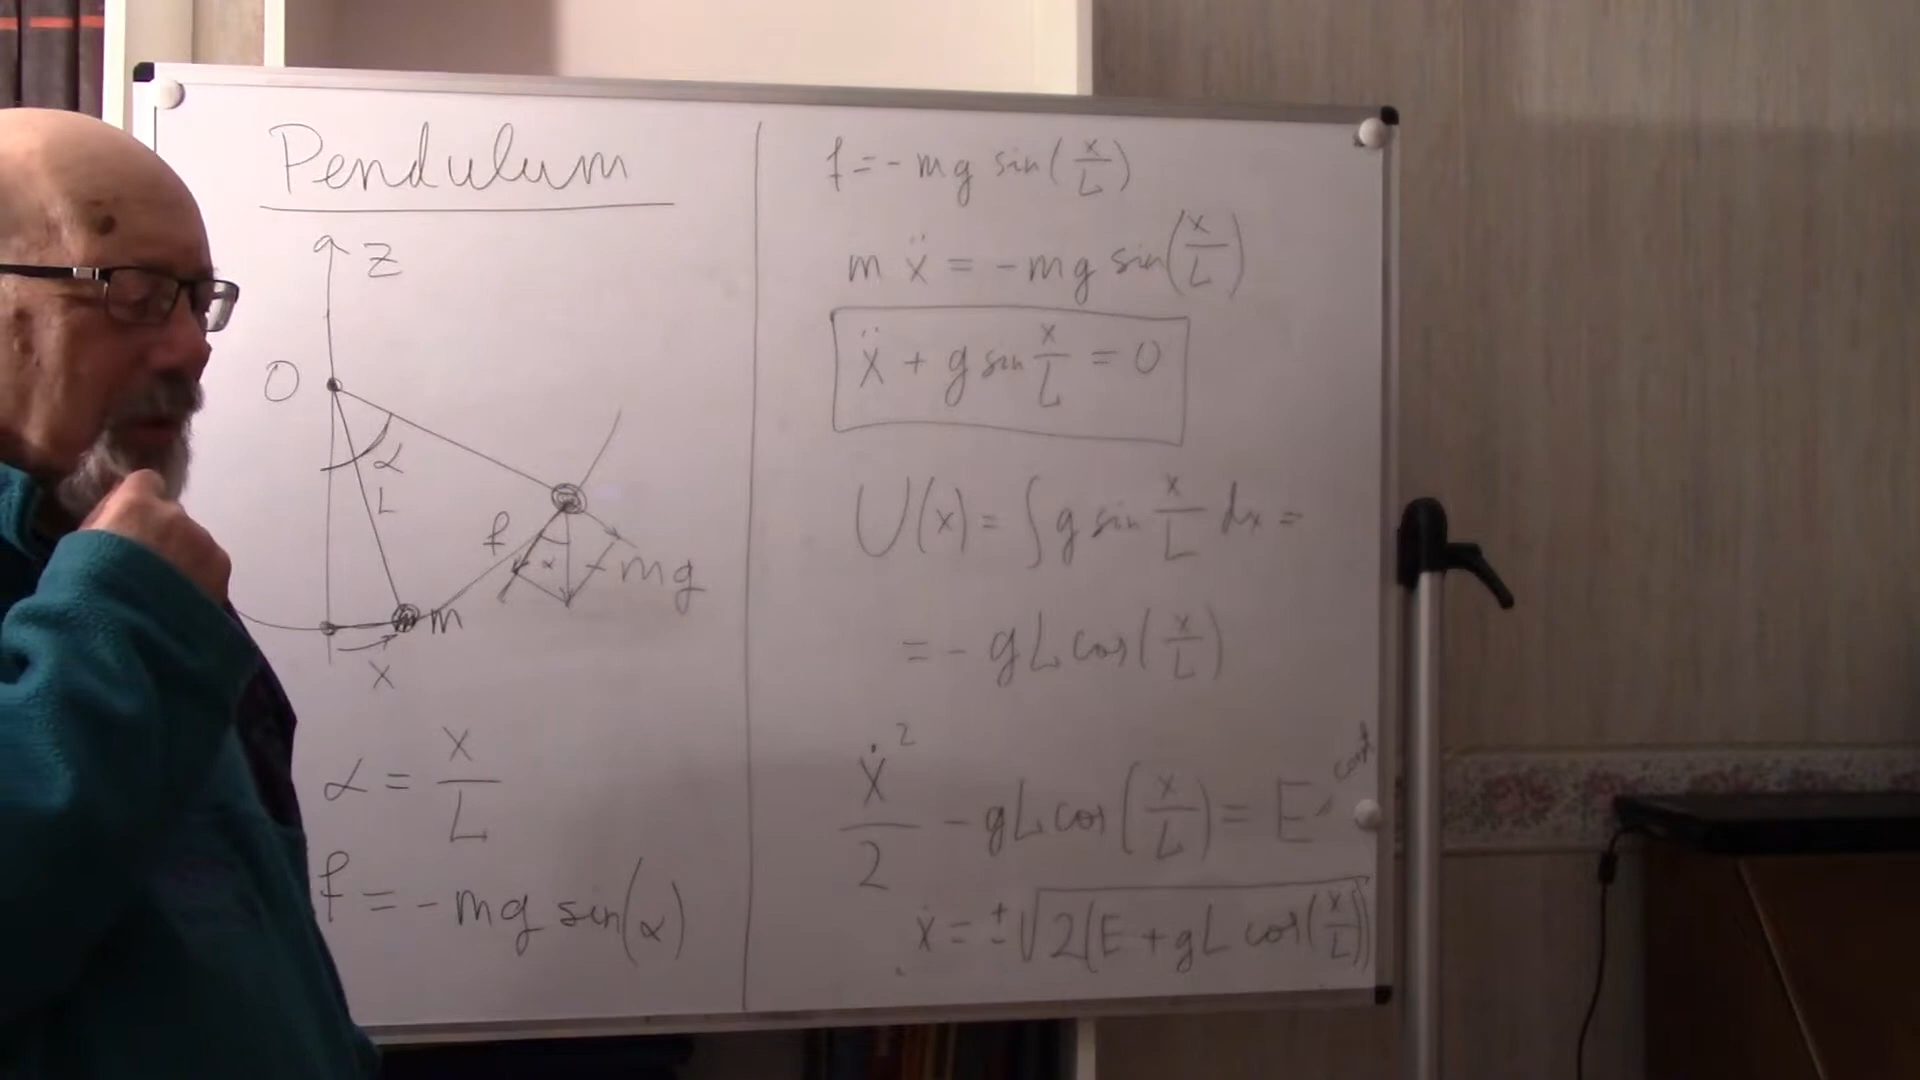 Pendulum
Z
O
α
L
f
α
mg
m
x
α = x/L
f = - mg sin(α)
f = - mg sin(x/L)
m ẍ = - mg sin(x/L)
ẍ + g sin x/L = 0
U(x) = ∫ g sin x/L dx =
= - gL cos(x/L)
ẋ²/2 - gL cos(x/L) = E const
ẋ = ± √2(E + gL cos(x/L))